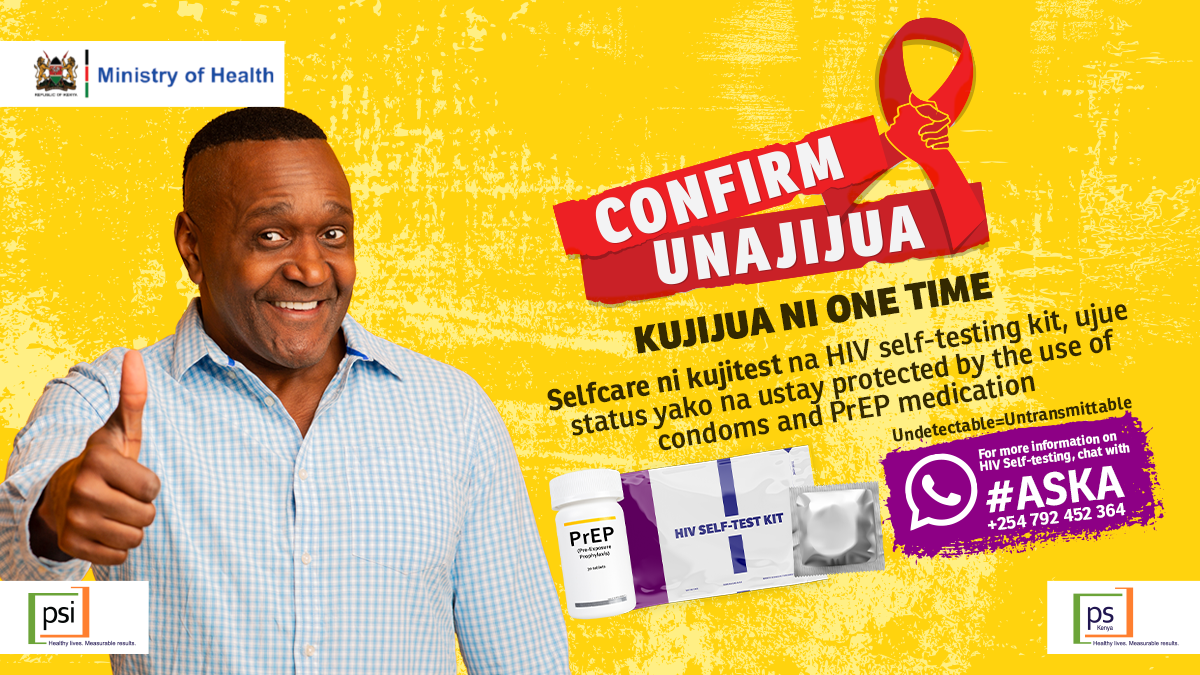 REPUBLIC OF KENYA
Ministry of Health
CONFIRM
UNAJIJUA
KUJIJUA NI ONE TIME
Selfcare ni kujitest na HIV self-testing kit, ujue
status yako na ustay protected by the use of
condoms and PrEP medication
Undetectable=Untransmittable
For more information on
HIV Self-testing, chat with
#ASKA
+254 792 452 364
PrEP
(Pre-Exposure
Prophylaxis)
30 tablets
HIV SELF-TEST KIT
psi
Healthy lives. Measurable results.
ps
Kenya
Healthy lives. Measurable results.